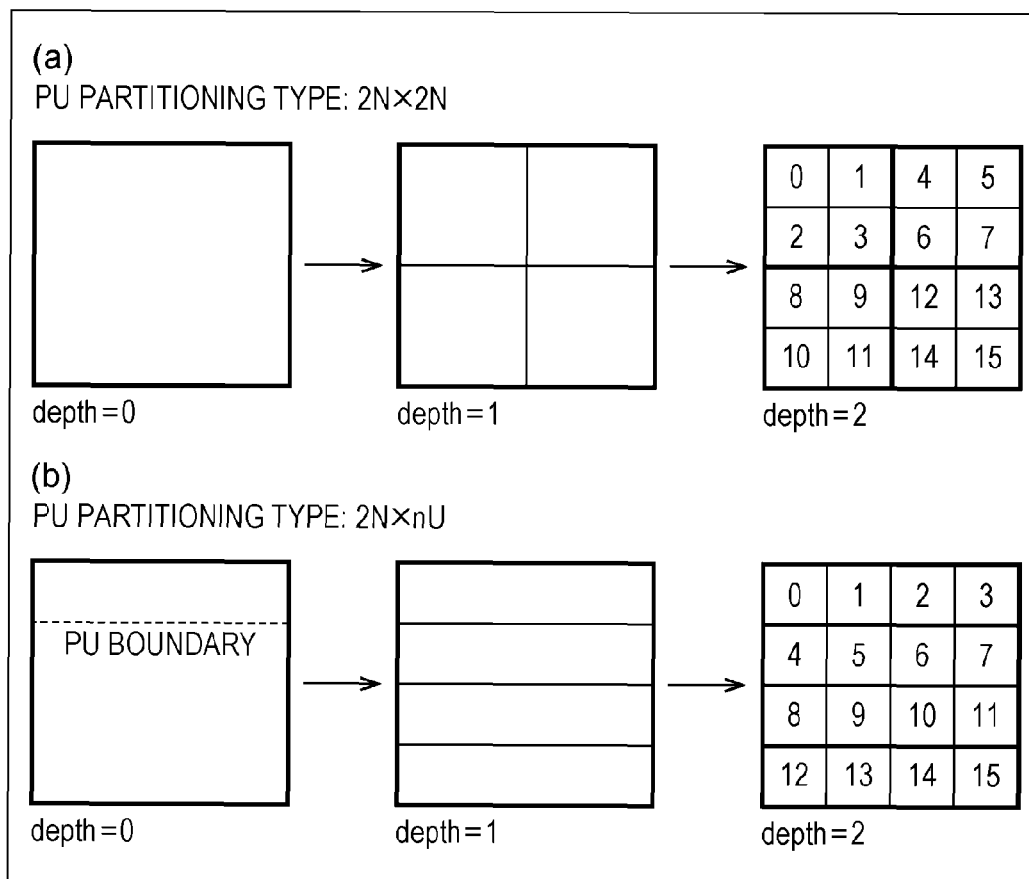 (a)
PU PARTITIONING TYPE: 2N×2N
0 1 4 5
2 3 6 7
8 9 12 13
10 11 14 15
depth=0
depth=1
depth=2
(b)
PU PARTITIONING TYPE: 2N×nU
PU BOUNDARY
0 1 2 3
4 5 6 7
8 9 10 11
12 13 14 15
depth=0
depth=1
depth=2